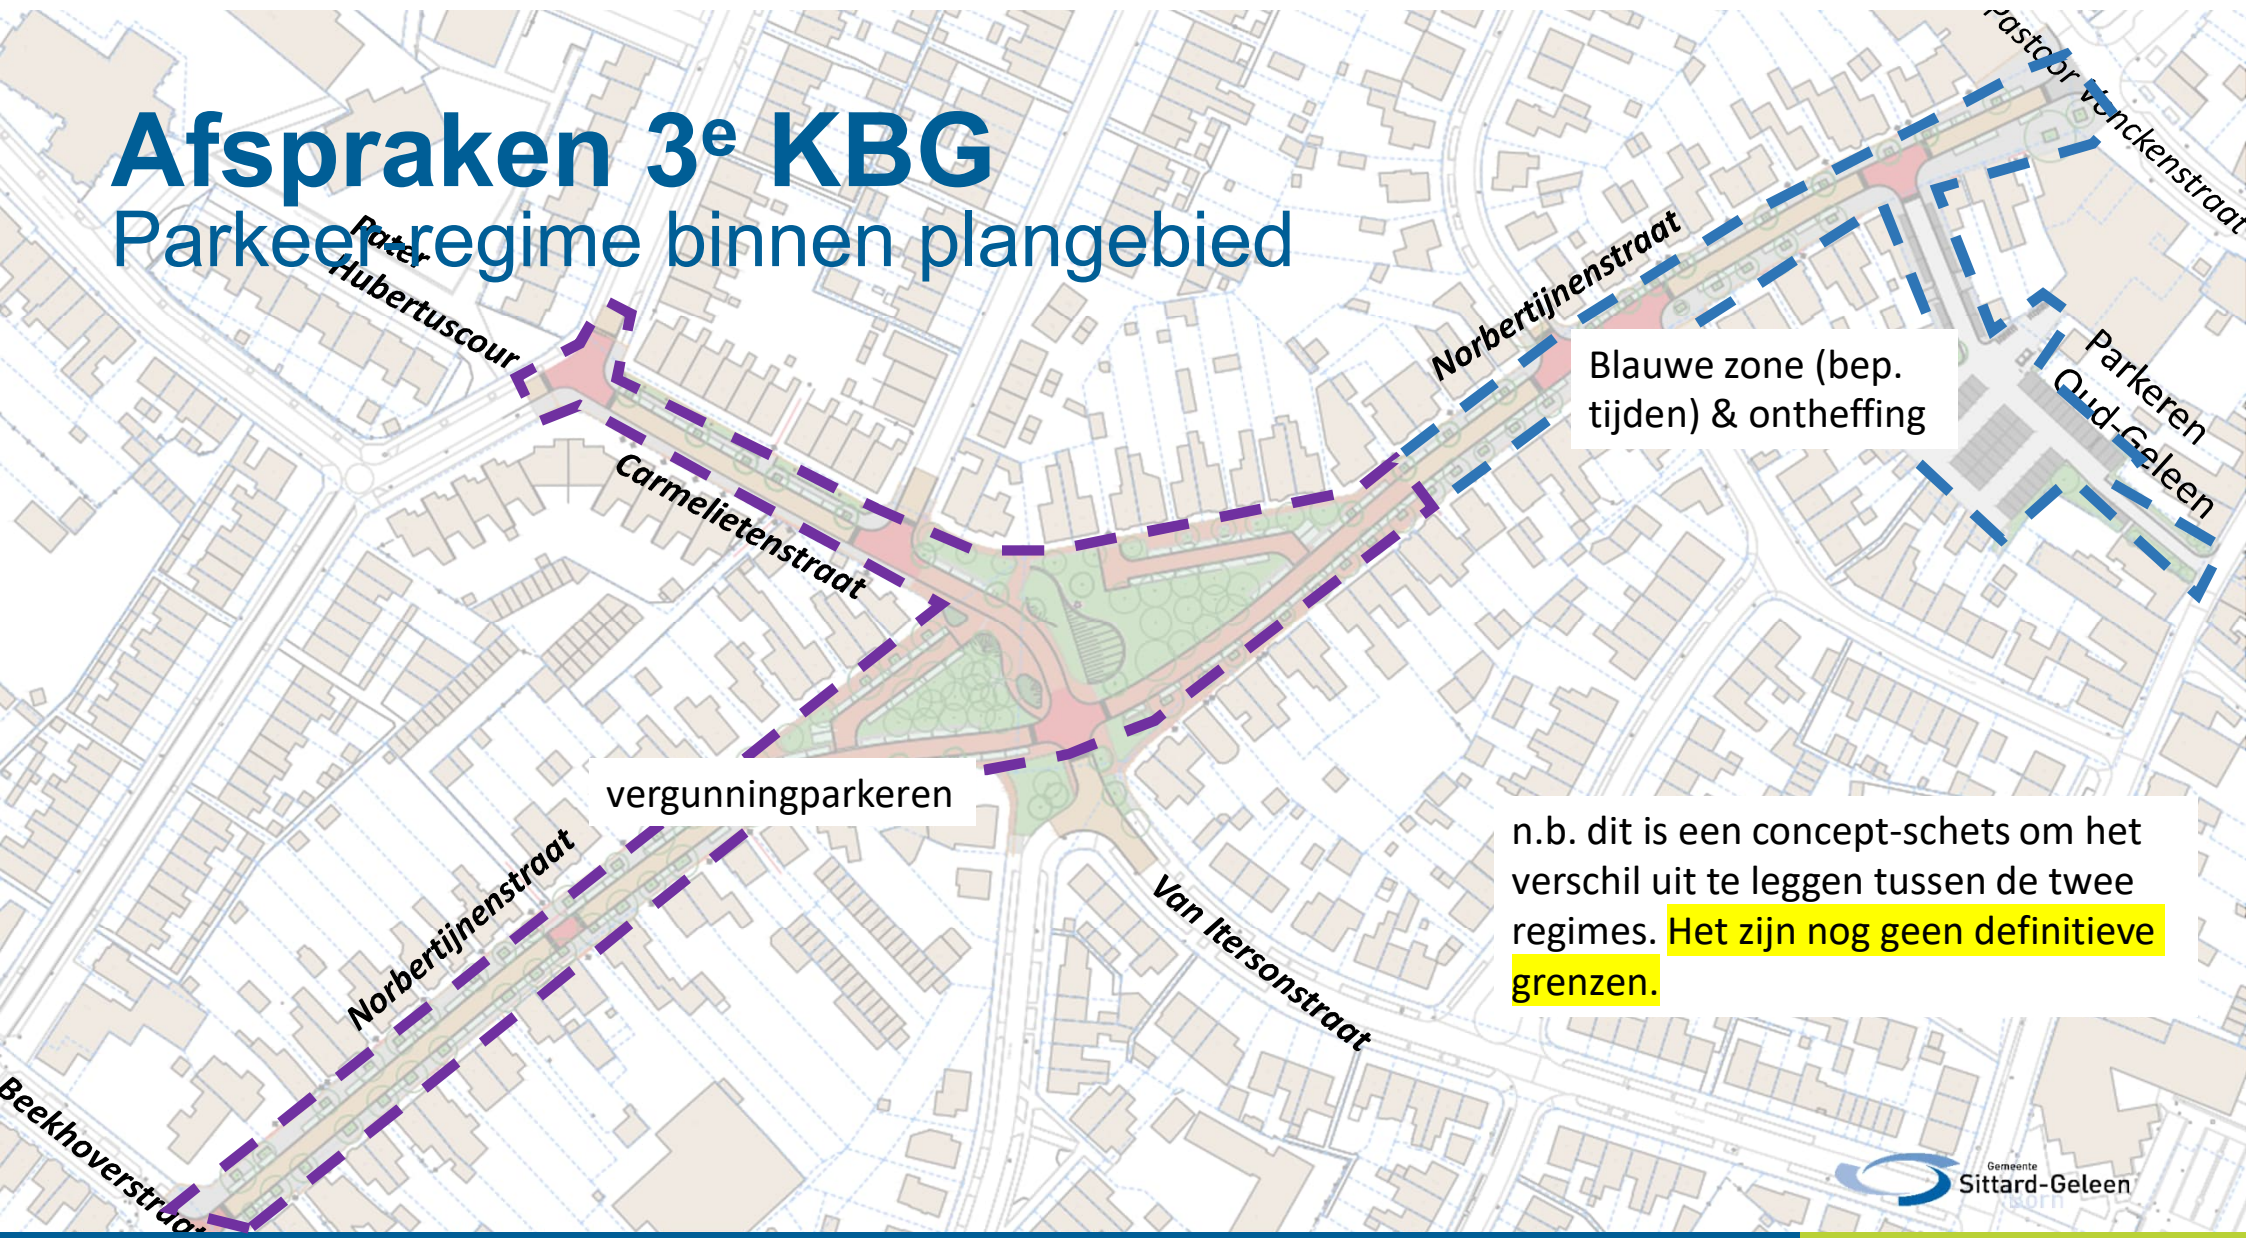 Afspraken 3e KBG
Parkeer-regime binnen plangebied
Pastoor Vonckenstraat
Pater
Hubertuscour
Norbertijnenstraat
Parkeren
Oud-Geleen
Blauwe zone (bep.
tijden) & ontheffing
Carmelietenstraat
vergunningparkeren
n.b. dit is een concept-schets om het
verschil uit te leggen tussen de twee
regimes. Het zijn nog geen definitieve
grenzen.
Norbertijnenstraat
Van Itersonstraat
Beekhoverstraat
Gemeente
Sittard-Geleen
Born